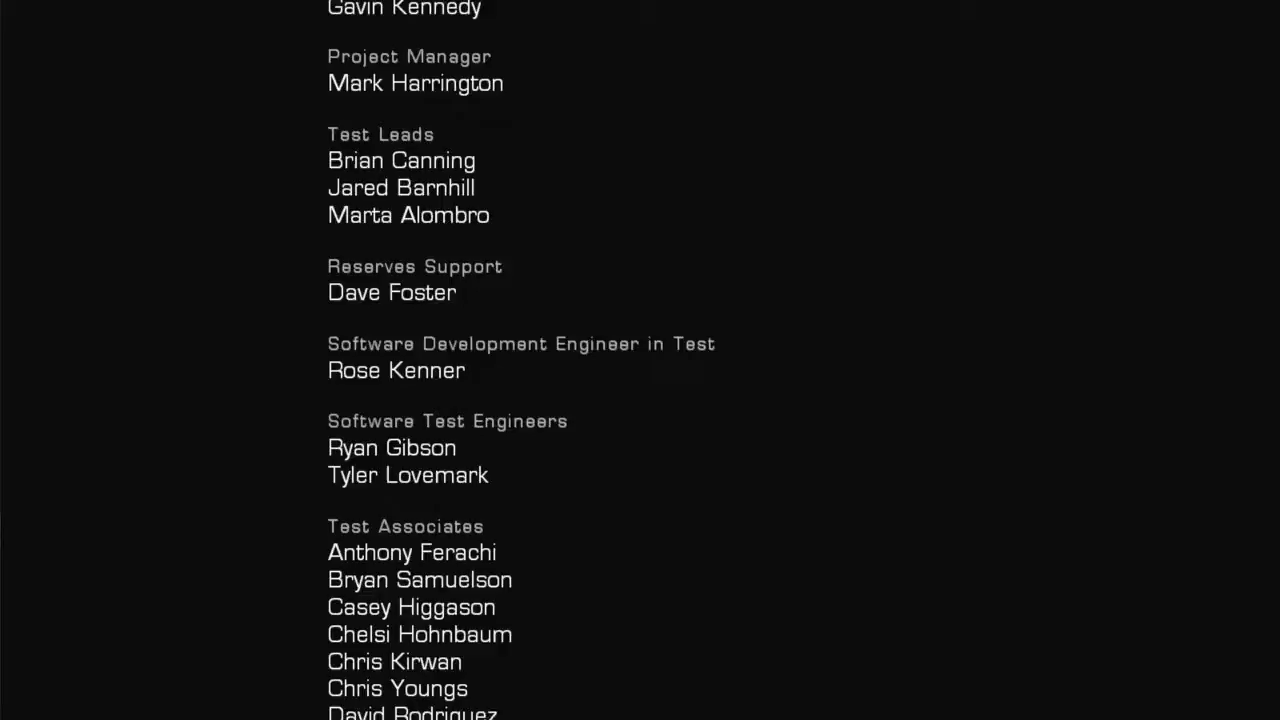 Gavin Kennedy
Project Manager
Mark Harrington
Test Leads
Brian Canning
Jared Barnhill
Marta Alombro
Reserves Support
Dave Foster
Software Development Engineer in Test
Rose Kenner
Software Test Engineers
Ryan Gibson
Tyler Lovemark
Test Associates
Anthony Ferachi
Bryan Samuelson
Casey Higgason
Chelsi Hohnbaum
Chris Kirwan
Chris Youngs
David Rodriguez